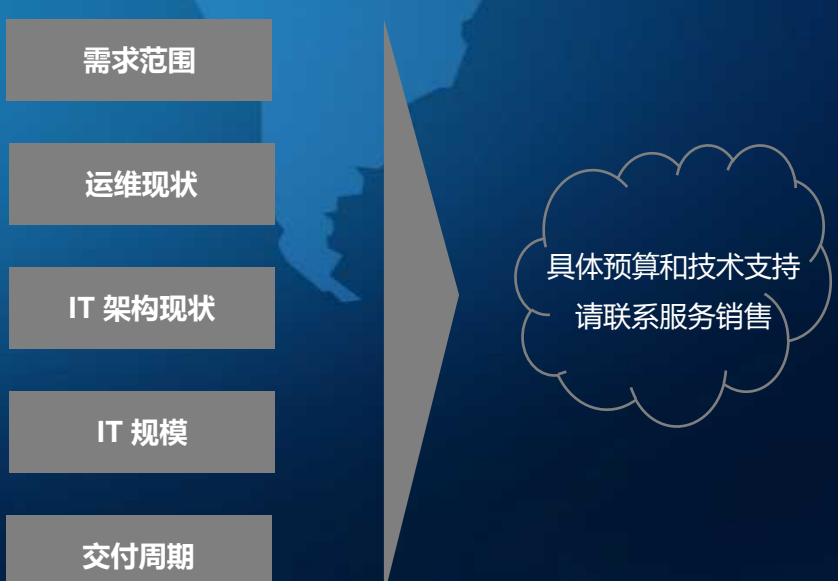 需求范围
运维现状
IT 架构现状
IT 规模
交付周期
具体预算和技术支持
请联系服务销售